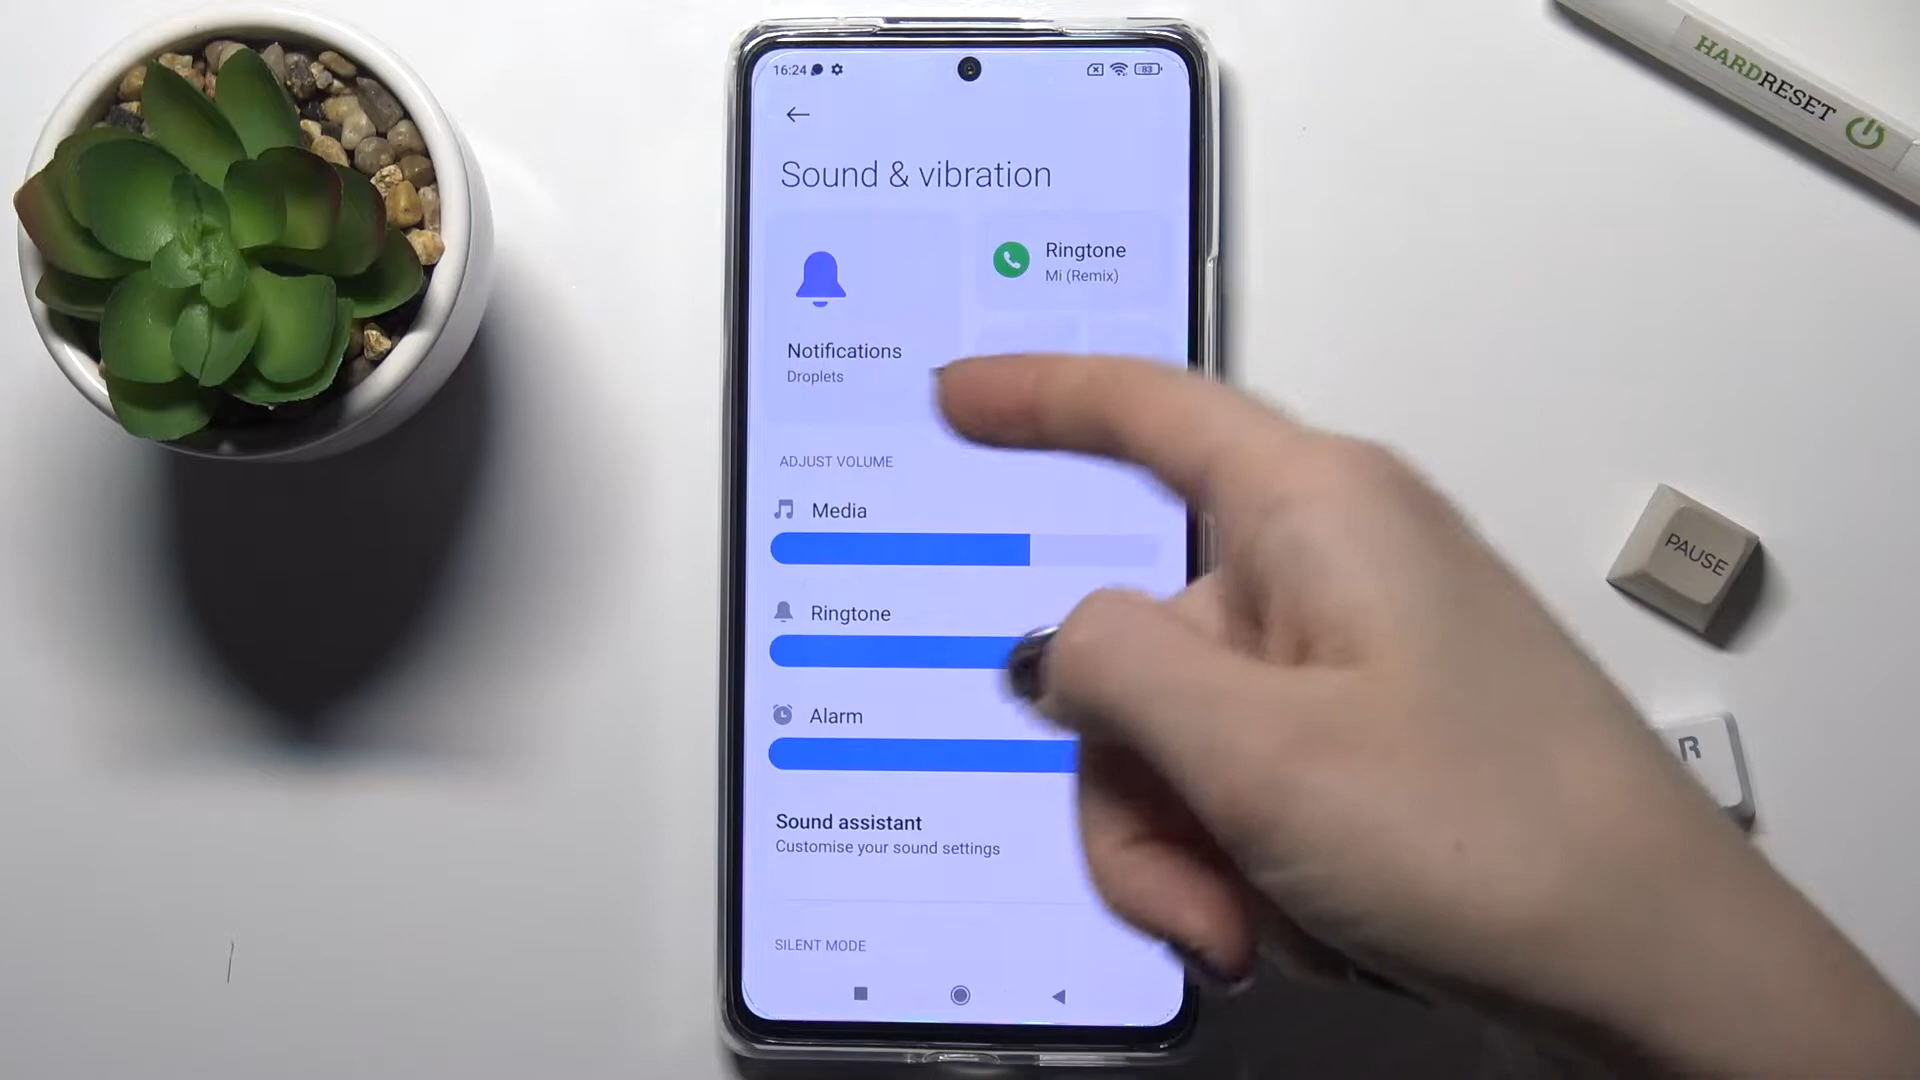 HARDRESET
16:24
83
Sound & vibration
Ringtone
Mi (Remix)
Notifications
Droplets
ADJUST VOLUME
Media
Ringtone
Alarm
Sound assistant
Customise your sound settings
SILENT MODE
PAUSE
R